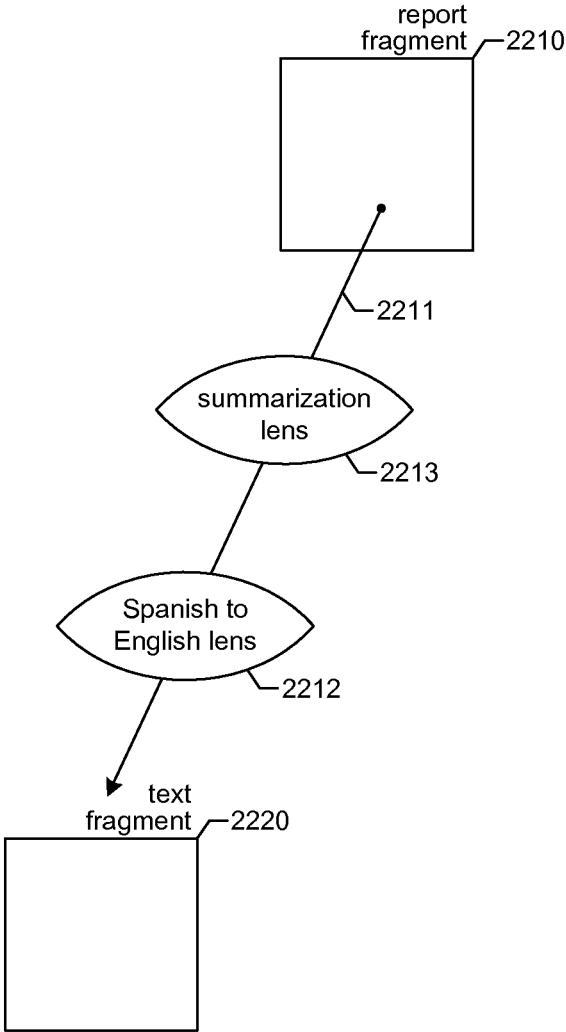 report
fragment
2210
2211
summarization
lens
2213
Spanish to
English lens
2212
text
fragment
2220